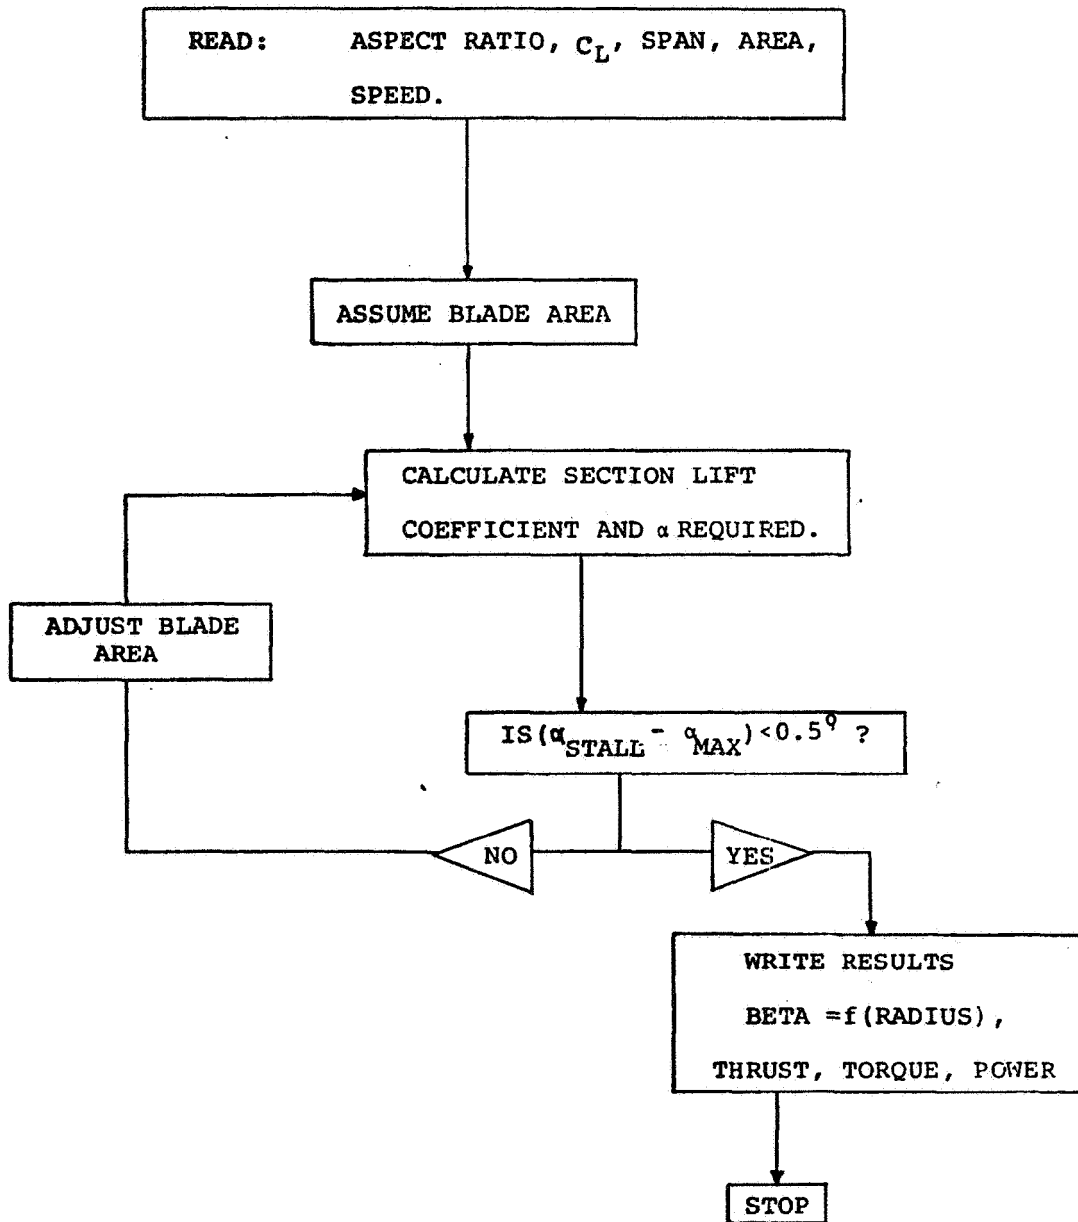 READ: ASPECT RATIO, C_L, SPAN, AREA,
SPEED.
ASSUME BLADE AREA
CALCULATE SECTION LIFT
COEFFICIENT AND α REQUIRED.
ADJUST BLADE
AREA
IS(α_STALL - α_MAX)<0.5° ?
NO
YES
WRITE RESULTS
BETA =f(RADIUS),
THRUST, TORQUE, POWER
STOP